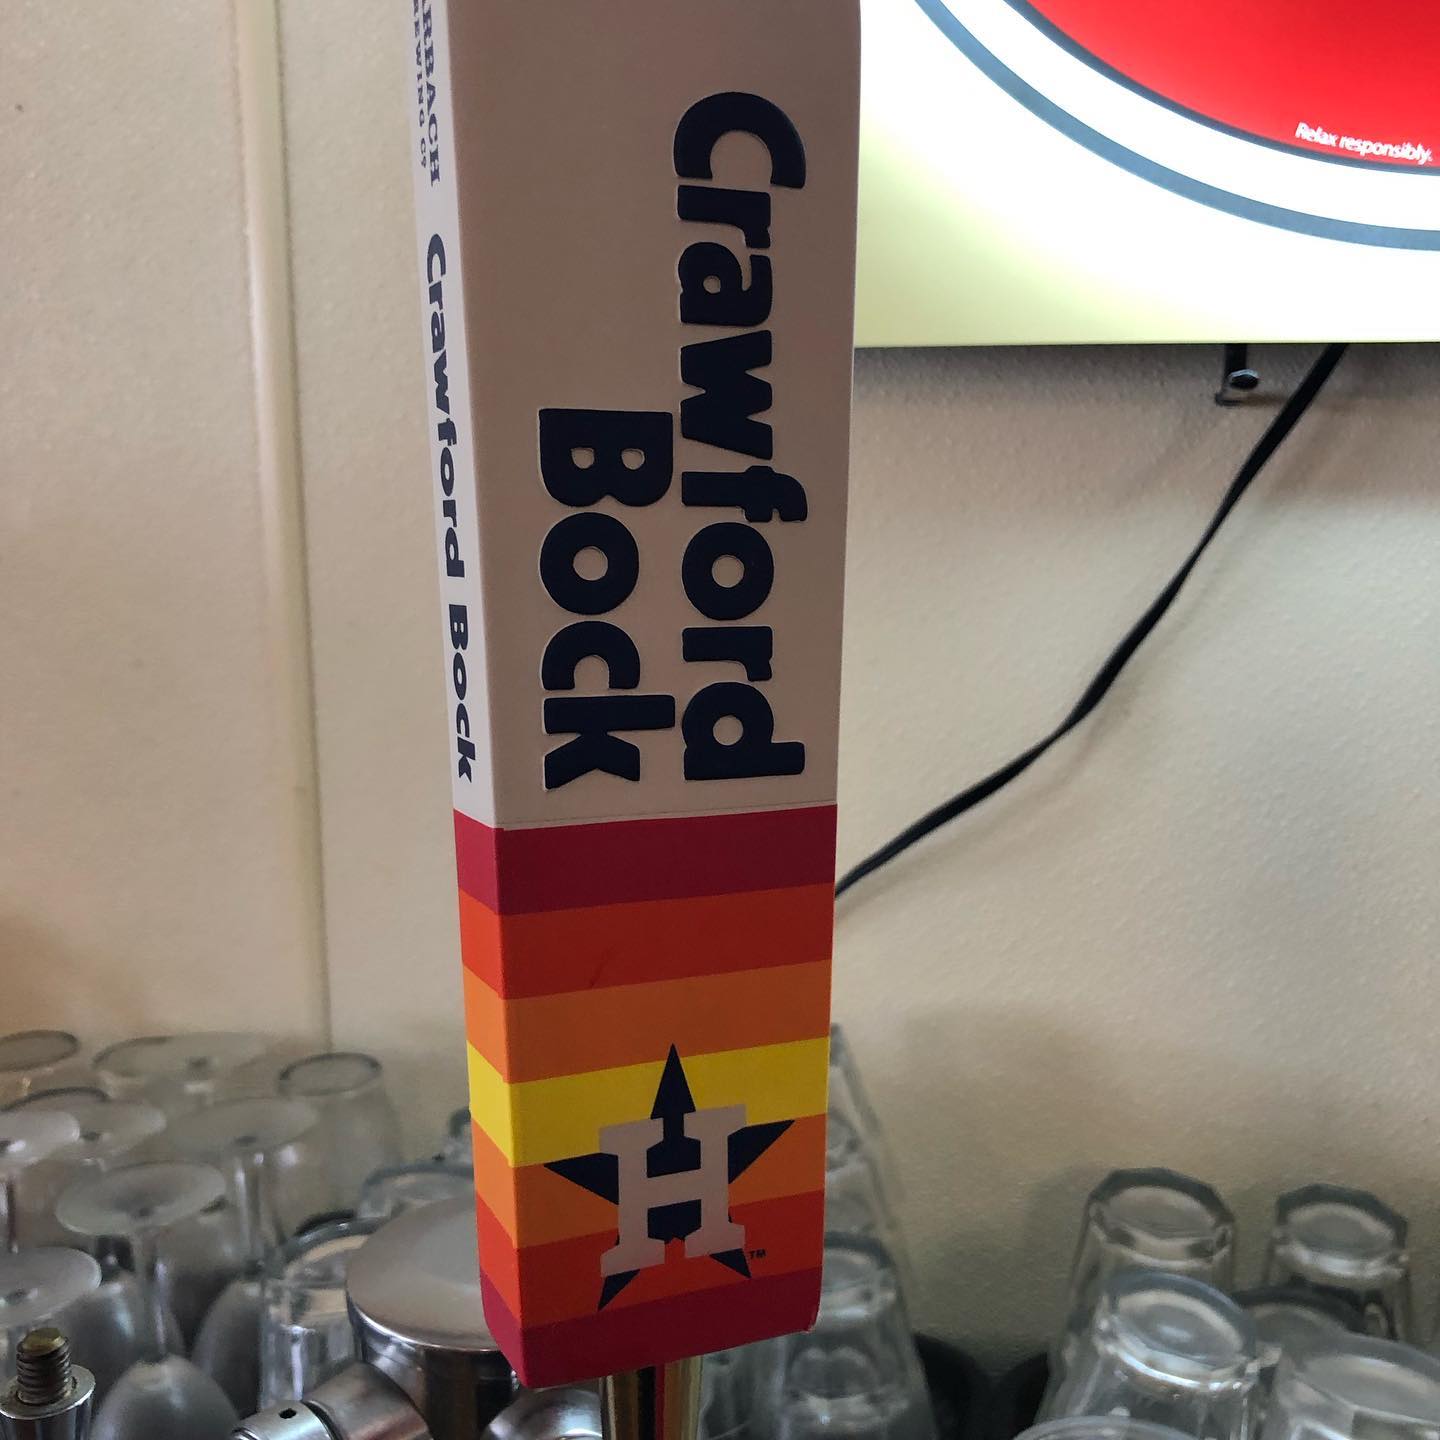 Crawford
Bock
Crawford Bock
H
TM
Relax responsibly.